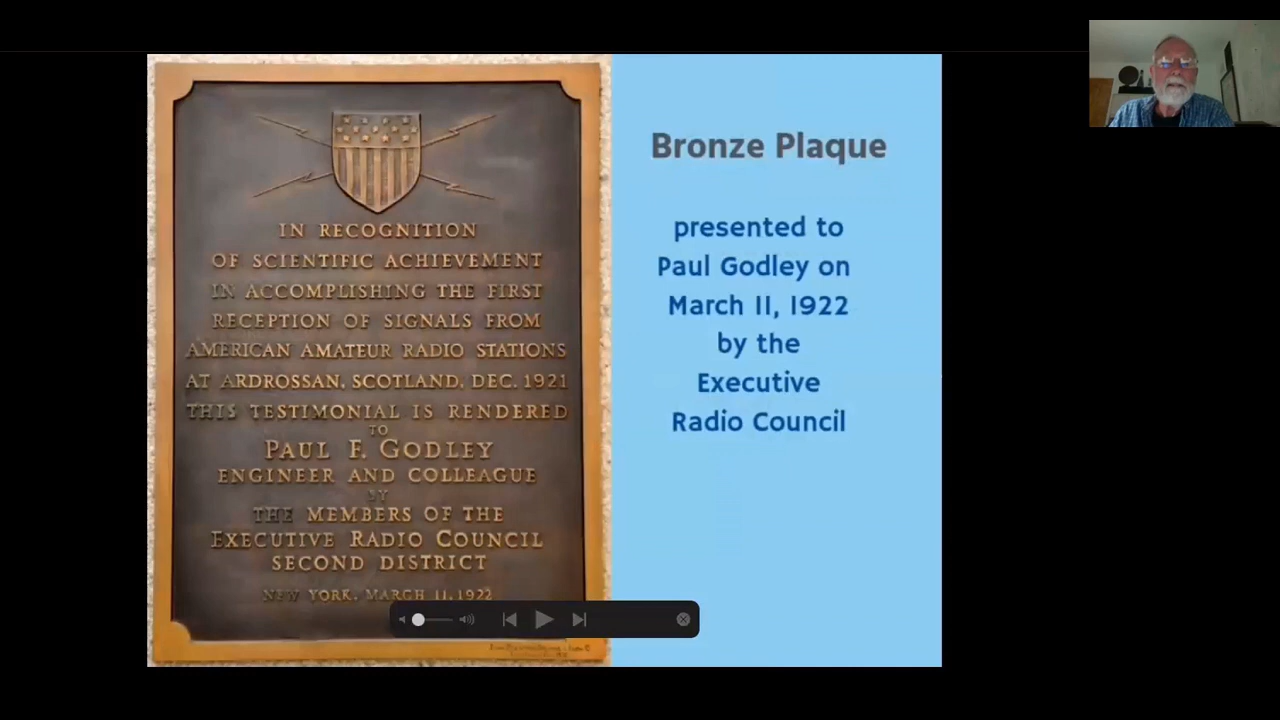 IN RECOGNITION
OF SCIENTIFIC ACHIEVEMENT
IN ACCOMPLISHING THE FIRST
RECEPTION OF SIGNALS FROM
AMERICAN AMATEUR RADIO STATIONS
AT ARDROSSAN, SCOTLAND, DEC. 1921
THIS TESTIMONIAL IS RENDERED
TO
PAUL F. GODLEY
ENGINEER AND COLLEAGUE
BY
THE MEMBERS OF THE
EXECUTIVE RADIO COUNCIL
SECOND DISTRICT
NEW YORK, MARCH 11, 1922
Bronze Plaque
presented to
Paul Godley on
March 11, 1922
by the
Executive
Radio Council